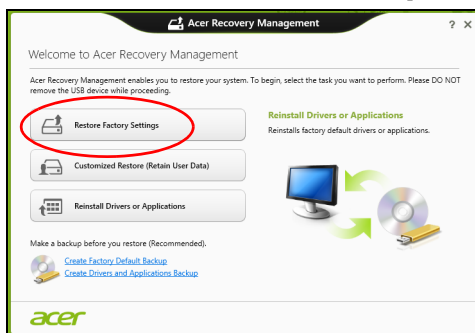 Acer Recovery Management
? X
Welcome to Acer Recovery Management
Acer Recovery Management enables you to restore your system. To begin, select the task you want to perform. Please DO NOT
remove the USB device while proceeding.
Restore Factory Settings
Customized Restore (Retain User Data)
Reinstall Drivers or Applications
Reinstall Drivers or Applications
Reinstalls factory default drivers or applications.
Make a backup before you restore (Recommended).
Create Factory Default Backup
Create Drivers and Applications Backup
acer